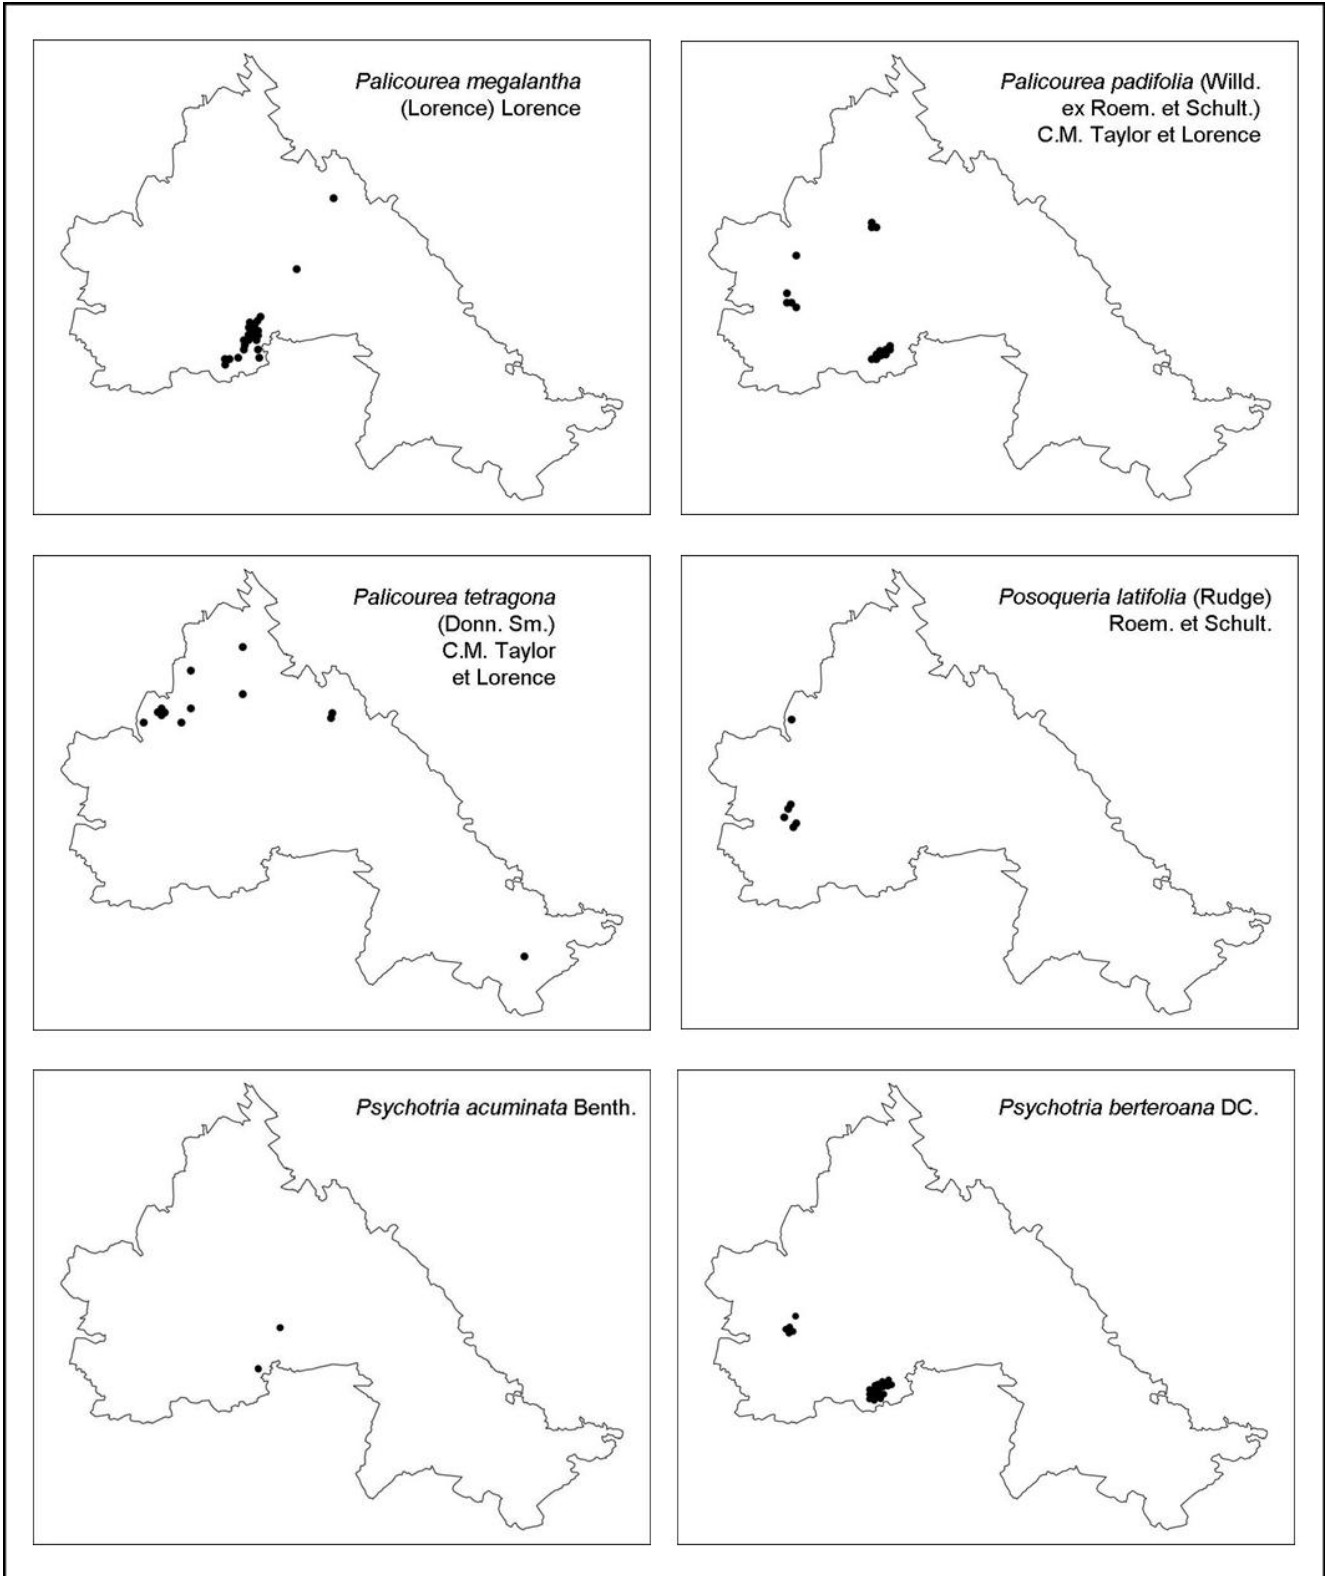 Palicourea megalantha
(Lorence) Lorence
Palicourea padifolia (Willd.
ex Roem. et Schult.)
C.M. Taylor et Lorence
Palicourea tetragona
(Donn. Sm.)
C.M. Taylor
et Lorence
Posoqueria latifolia (Rudge)
Roem. et Schult.
Psychotria acuminata Benth.
Psychotria berteroana DC.